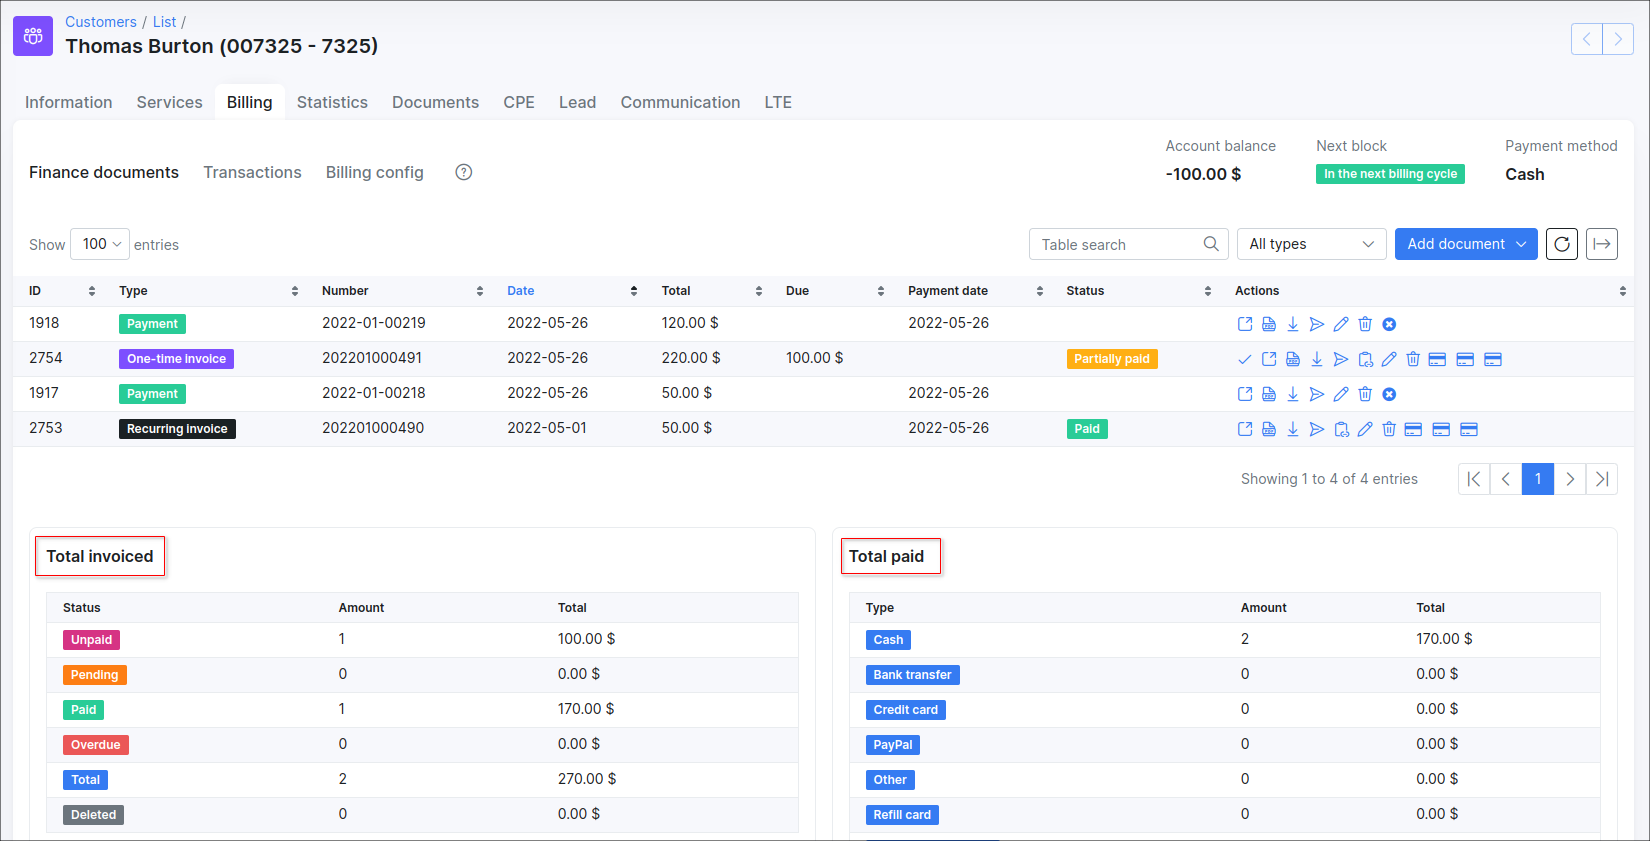 Customers / List /
Thomas Burton (007325 - 7325)
Information Services Billing Statistics Documents CPE Lead Communication LTE
Account balance Next block Payment method
Finance documents Transactions Billing config ?
-100.00 $ In the next billing cycle Cash
Show 100 entries Table search All types Add document
ID Type Number Date Total Due Payment date Status Actions
1918 Payment 2022-01-00219 2022-05-26 120.00 $ 2022-05-26
2754 One-time invoice 202201000491 2022-05-26 220.00 $ 100.00 $ Partially paid
1917 Payment 2022-01-00218 2022-05-26 50.00 $ 2022-05-26
2753 Recurring invoice 202201000490 2022-05-01 50.00 $ 2022-05-26 Paid
Showing 1 to 4 of 4 entries 1
Total invoiced
Status Amount Total
Unpaid 1 100.00 $
Pending 0 0.00 $
Paid 1 170.00 $
Overdue 0 0.00 $
Total 2 270.00 $
Deleted 0 0.00 $
Total paid
Type Amount Total
Cash 2 170.00 $
Bank transfer 0 0.00 $
Credit card 0 0.00 $
PayPal 0 0.00 $
Other 0 0.00 $
Refill card 0 0.00 $